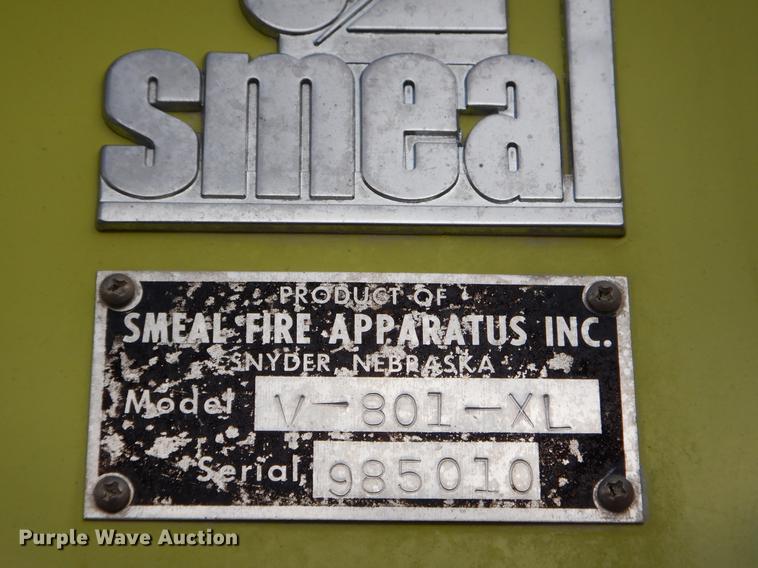 smeal
PRODUCT OF
SMEAL FIRE APPARATUS INC.
SNYDER, NEBRASKA
Model V-801-XL
Serial 985010
Purple Wave Auction